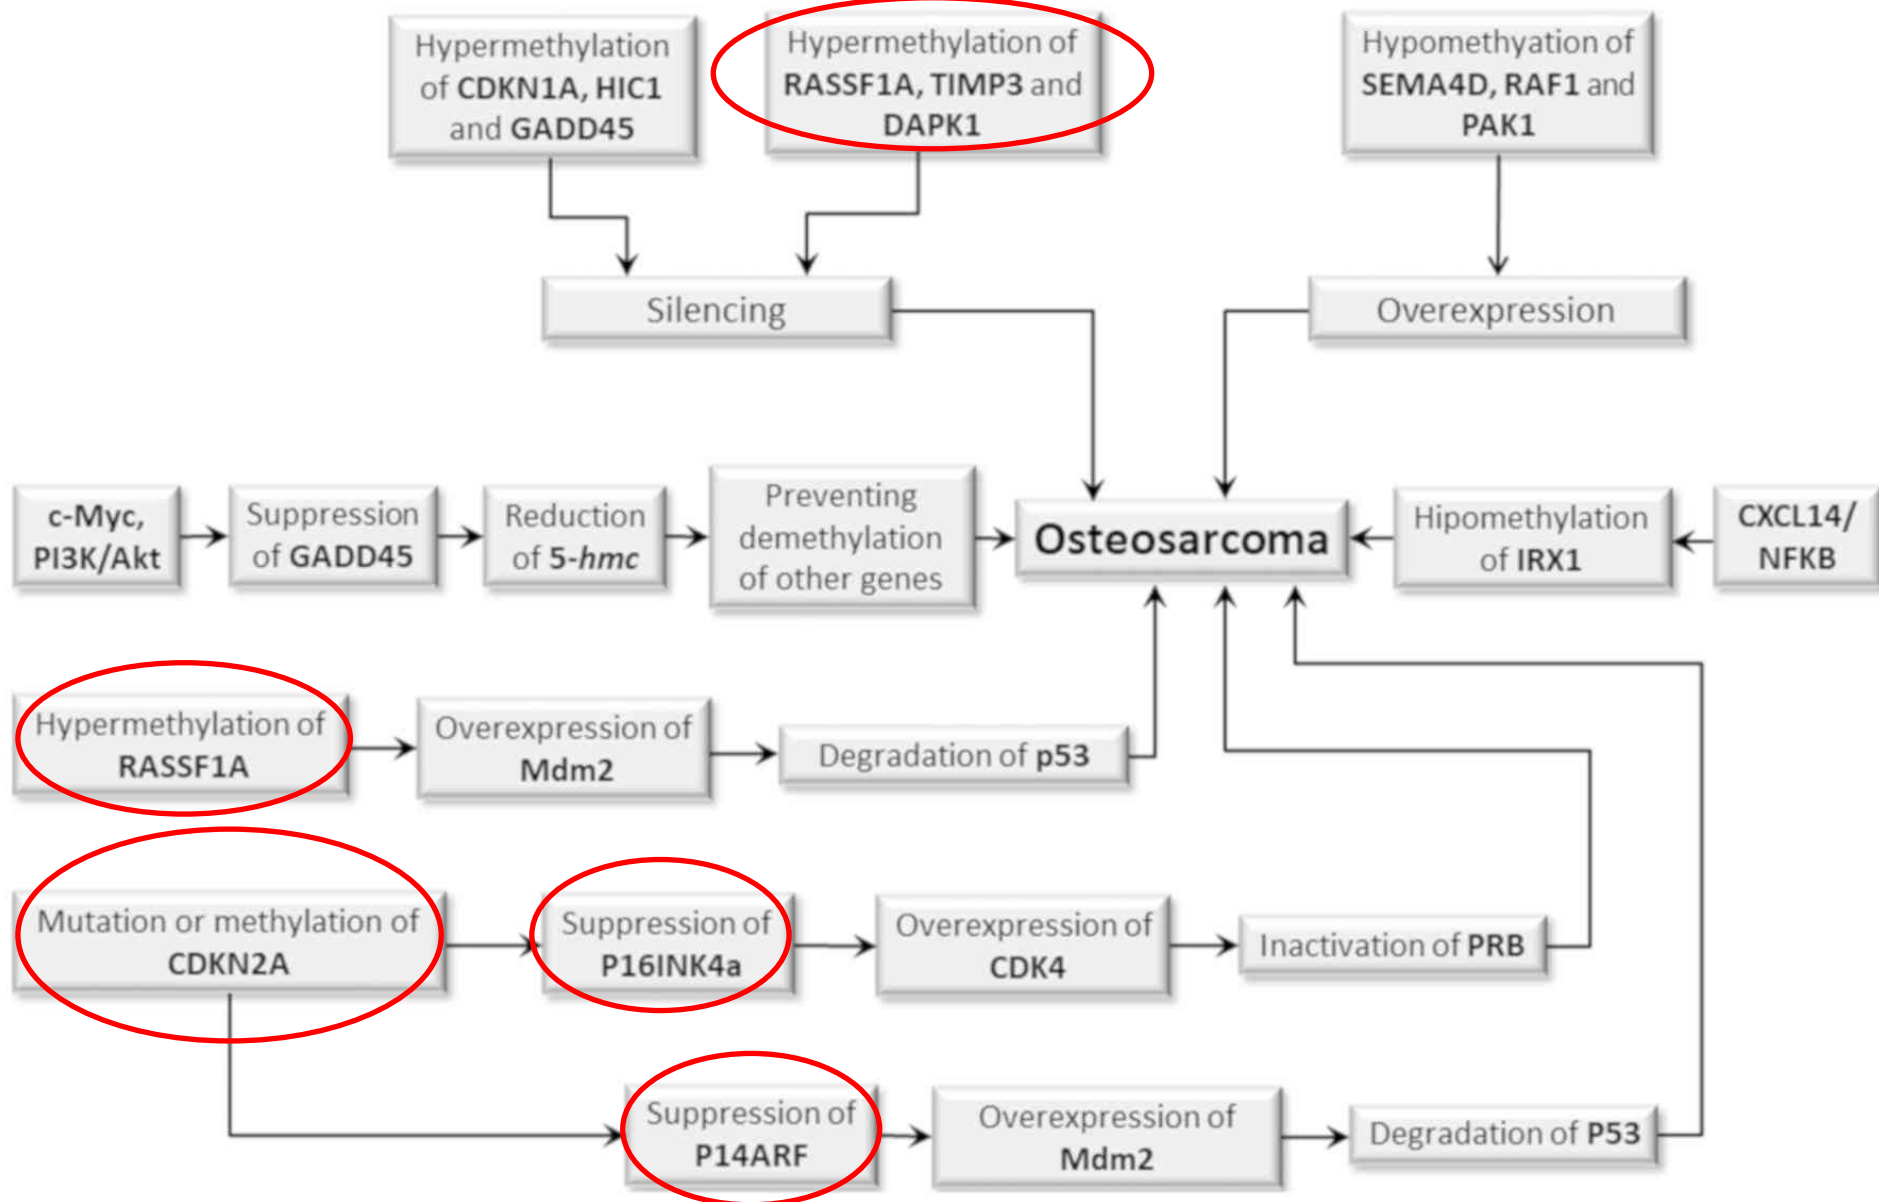 Hypermethylation
of CDKN1A, HIC1
and GADD45
Hypermethylation of
RASSF1A, TIMP3 and
DAPK1
Hypomethyation of
SEMA4D, RAF1 and
PAK1
Silencing
Overexpression
c-Myc,
PI3K/Akt
Suppression
of GADD45
Reduction
of 5-hmc
Preventing
demethylation
of other genes
Osteosarcoma
Hipomethylation
of IRX1
CXCL14/
NFKB
Hypermethylation of
RASSF1A
Overexpression of
Mdm2
Degradation of p53
Mutation or methylation of
CDKN2A
Suppression of
P16INK4a
Overexpression of
CDK4
Inactivation of PRB
Suppression of
P14ARF
Overexpression of
Mdm2
Degradation of P53